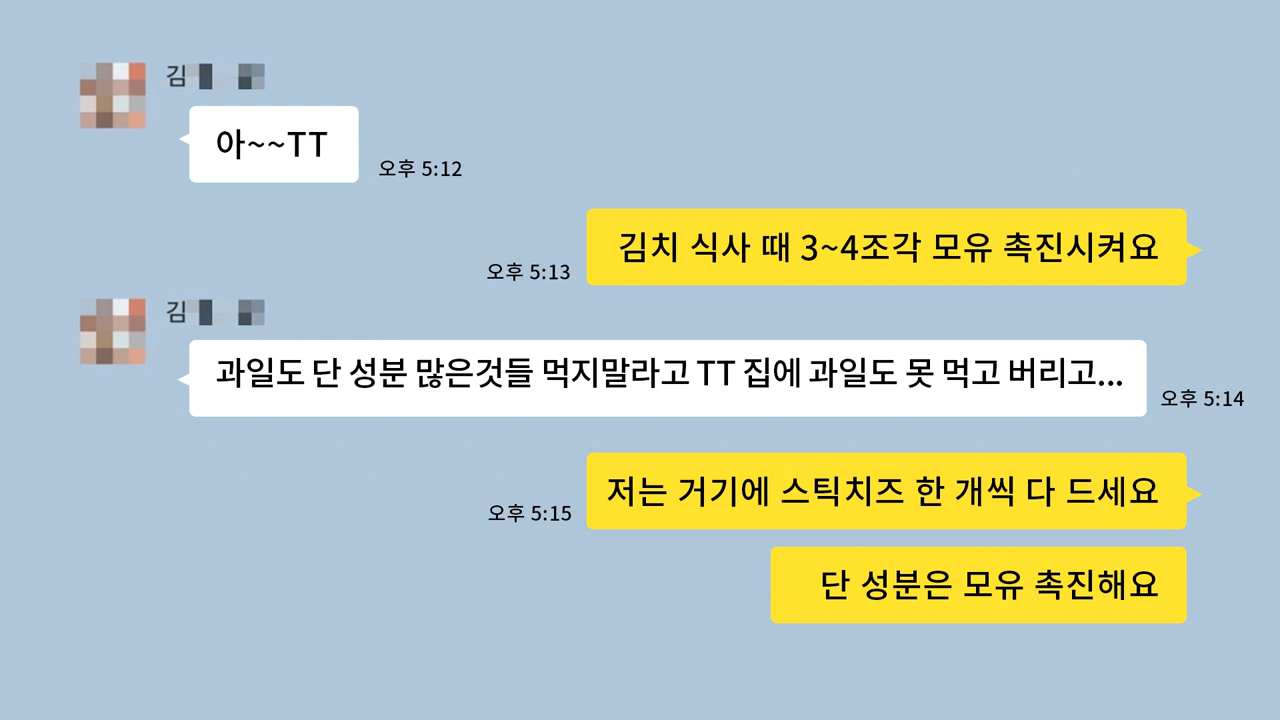 김
아~~TT
오후 5:12
김치 식사 때 3~4조각 모유 촉진시켜요
오후 5:13
김
과일도 단 성분 많은것들 먹지말라고 TT 집에 과일도 못 먹고 버리고...
오후 5:14
저는 거기에 스틱치즈 한 개씩 다 드세요
오후 5:15
단 성분은 모유 촉진해요